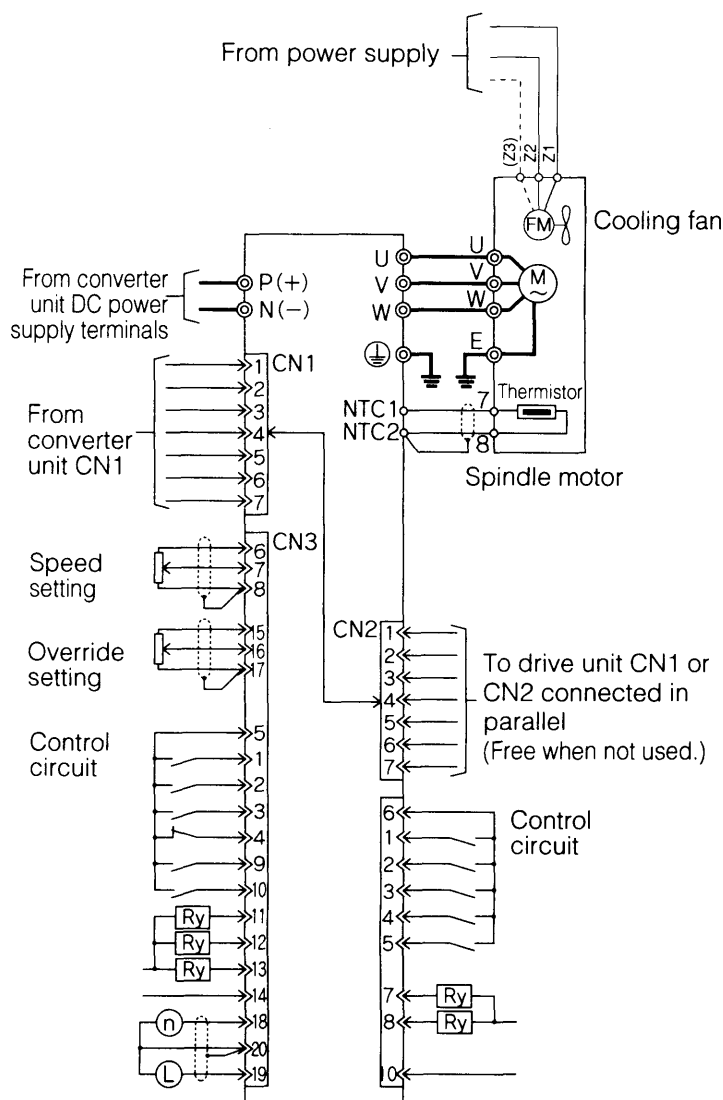 From power supply
(Z3)
Z2
Z1
FM
Cooling fan
U
V
W
U
V
W
M
~
E
From converter
unit DC power
supply terminals
P(+)
N(−)
CN1
1
2
3
4
5
6
7
From
converter
unit CN1
NTC1
NTC2
7
8
Thermistor
Spindle motor
CN3
Speed
setting
6
7
8
Override
setting
15
16
17
CN2
1
2
3
4
5
6
7
To drive unit CN1 or
CN2 connected in
parallel
(Free when not used.)
Control
circuit
5
1
2
3
4
9
10
Ry
11
Ry
12
Ry
13
14
n
18
20
L
19
6
1
2
3
4
5
Control
circuit
7
Ry
8
Ry
10